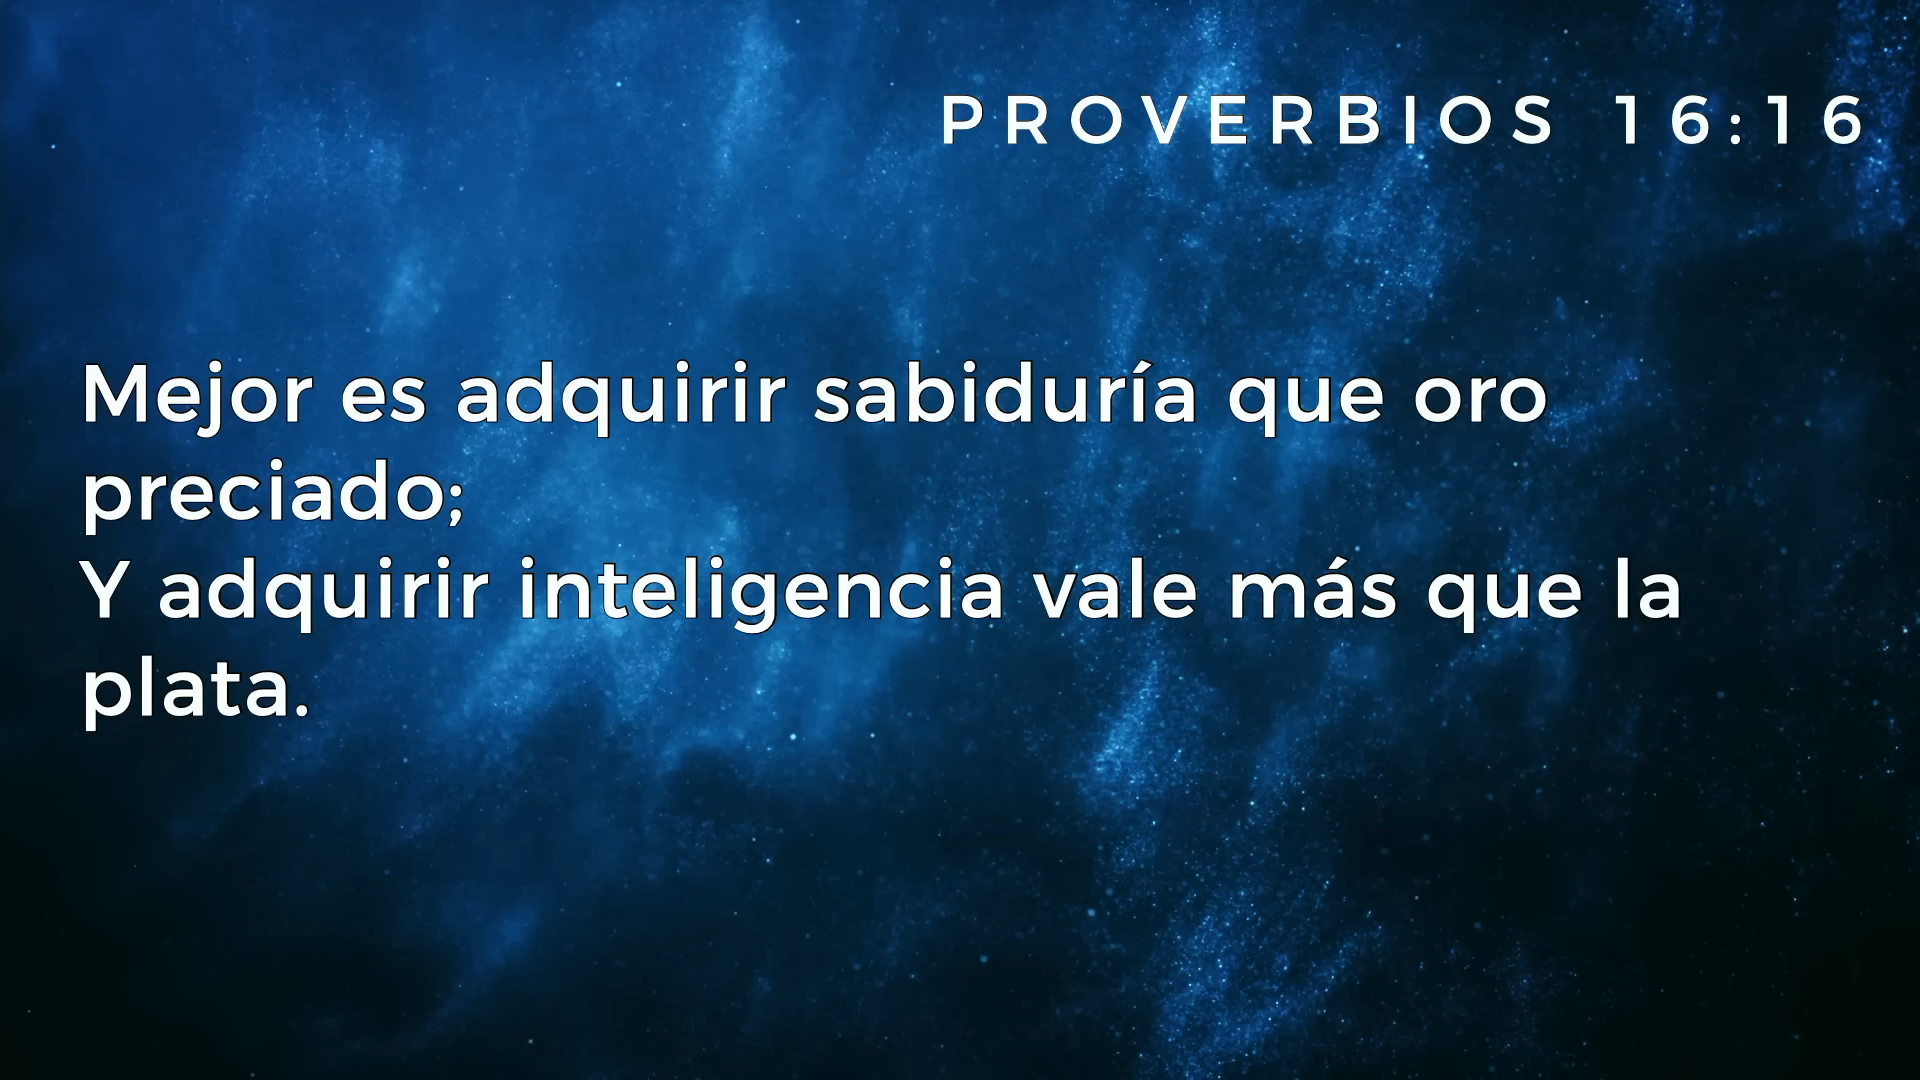 PROVERBIOS 16:16
Mejor es adquirir sabiduría que oro
preciado;
Y adquirir inteligencia vale más que la
plata.